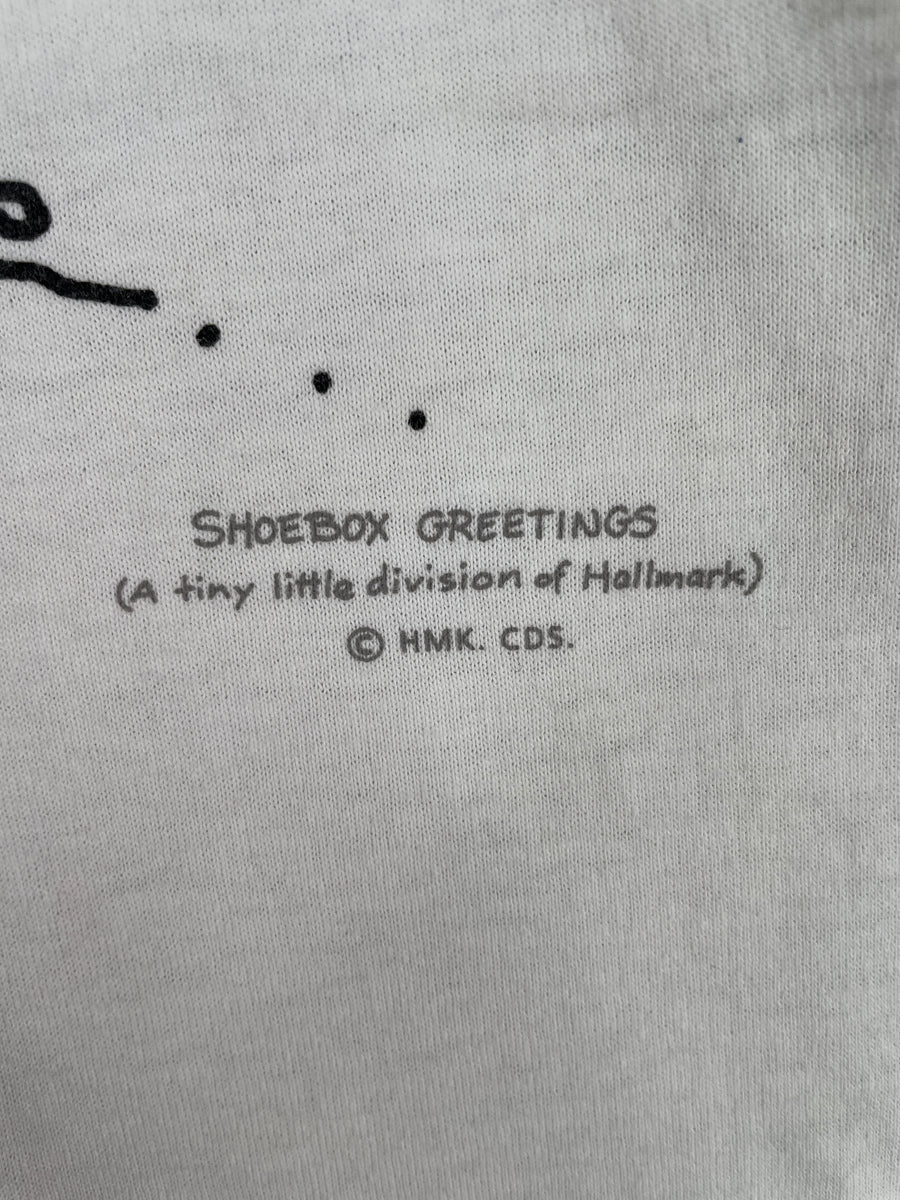 SHOEBOX GREETINGS
(A tiny little division of Hallmark)
© HMK. CDS.